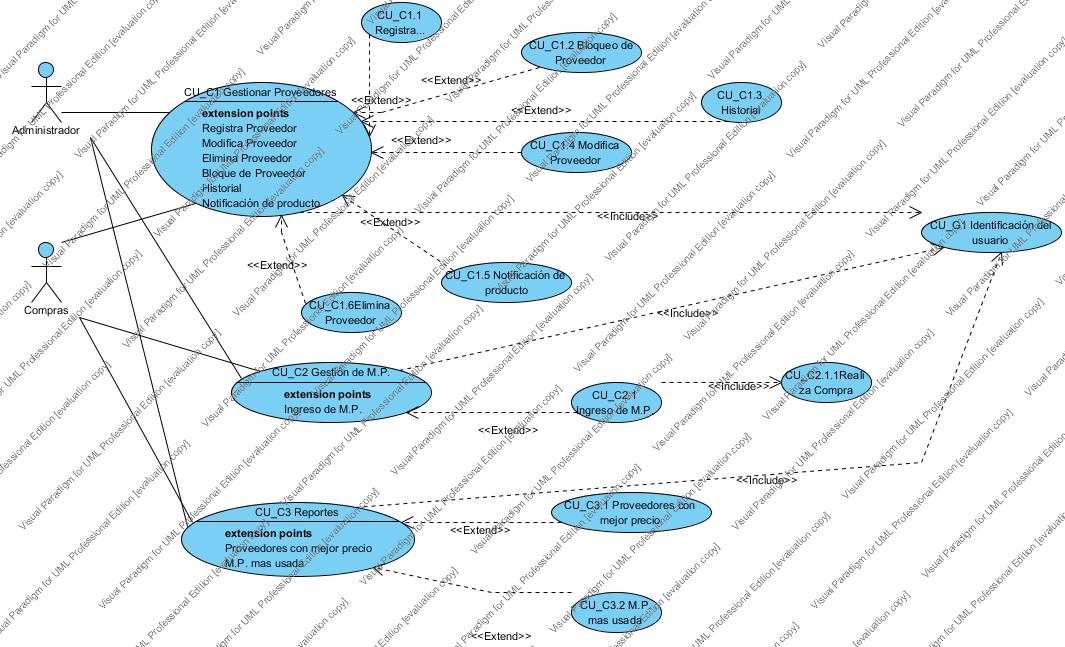 CU_C1.1
Registra...
CU_C1.2 Bloqueo de
Proveedor
<<Extend>>
CU_C1.3
Historial
Administrador
CU_C1 Gestionar Proveedores
extension points
Registra Proveedor
Modifica Proveedor
Elimina Proveedor
Bloque de Proveedor
Historial
Notificación de producto
<<Extend>>
<<Extend>>
<<Extend>>
CU_C1.4 Modifica
Proveedor
<<Extend>>
<<Include>>
CU_G1 Identificación del
usuario
<<Extend>>
CU_C1.5 Notificación de
producto
Compras
CU_C1.6Elimina
Proveedor
<<Include>>
CU_C2 Gestión de M.P.
extension points
Ingreso de M.P.
CU_C2.1
Ingreso de M.P.
<<Include>>
CU_C2.1.1Reali
za Compra
<<Extend>>
<<Include>>
CU_C3 Reportes
extension points
Proveedores con mejor precio
M.P. mas usada
CU_C3.1 Proveedores con
mejor precio
<<Extend>>
CU_C3.2 M.P.
mas usada
<<Extend>>
Visual Paradigm for UML Professional Edition [evaluation copy]